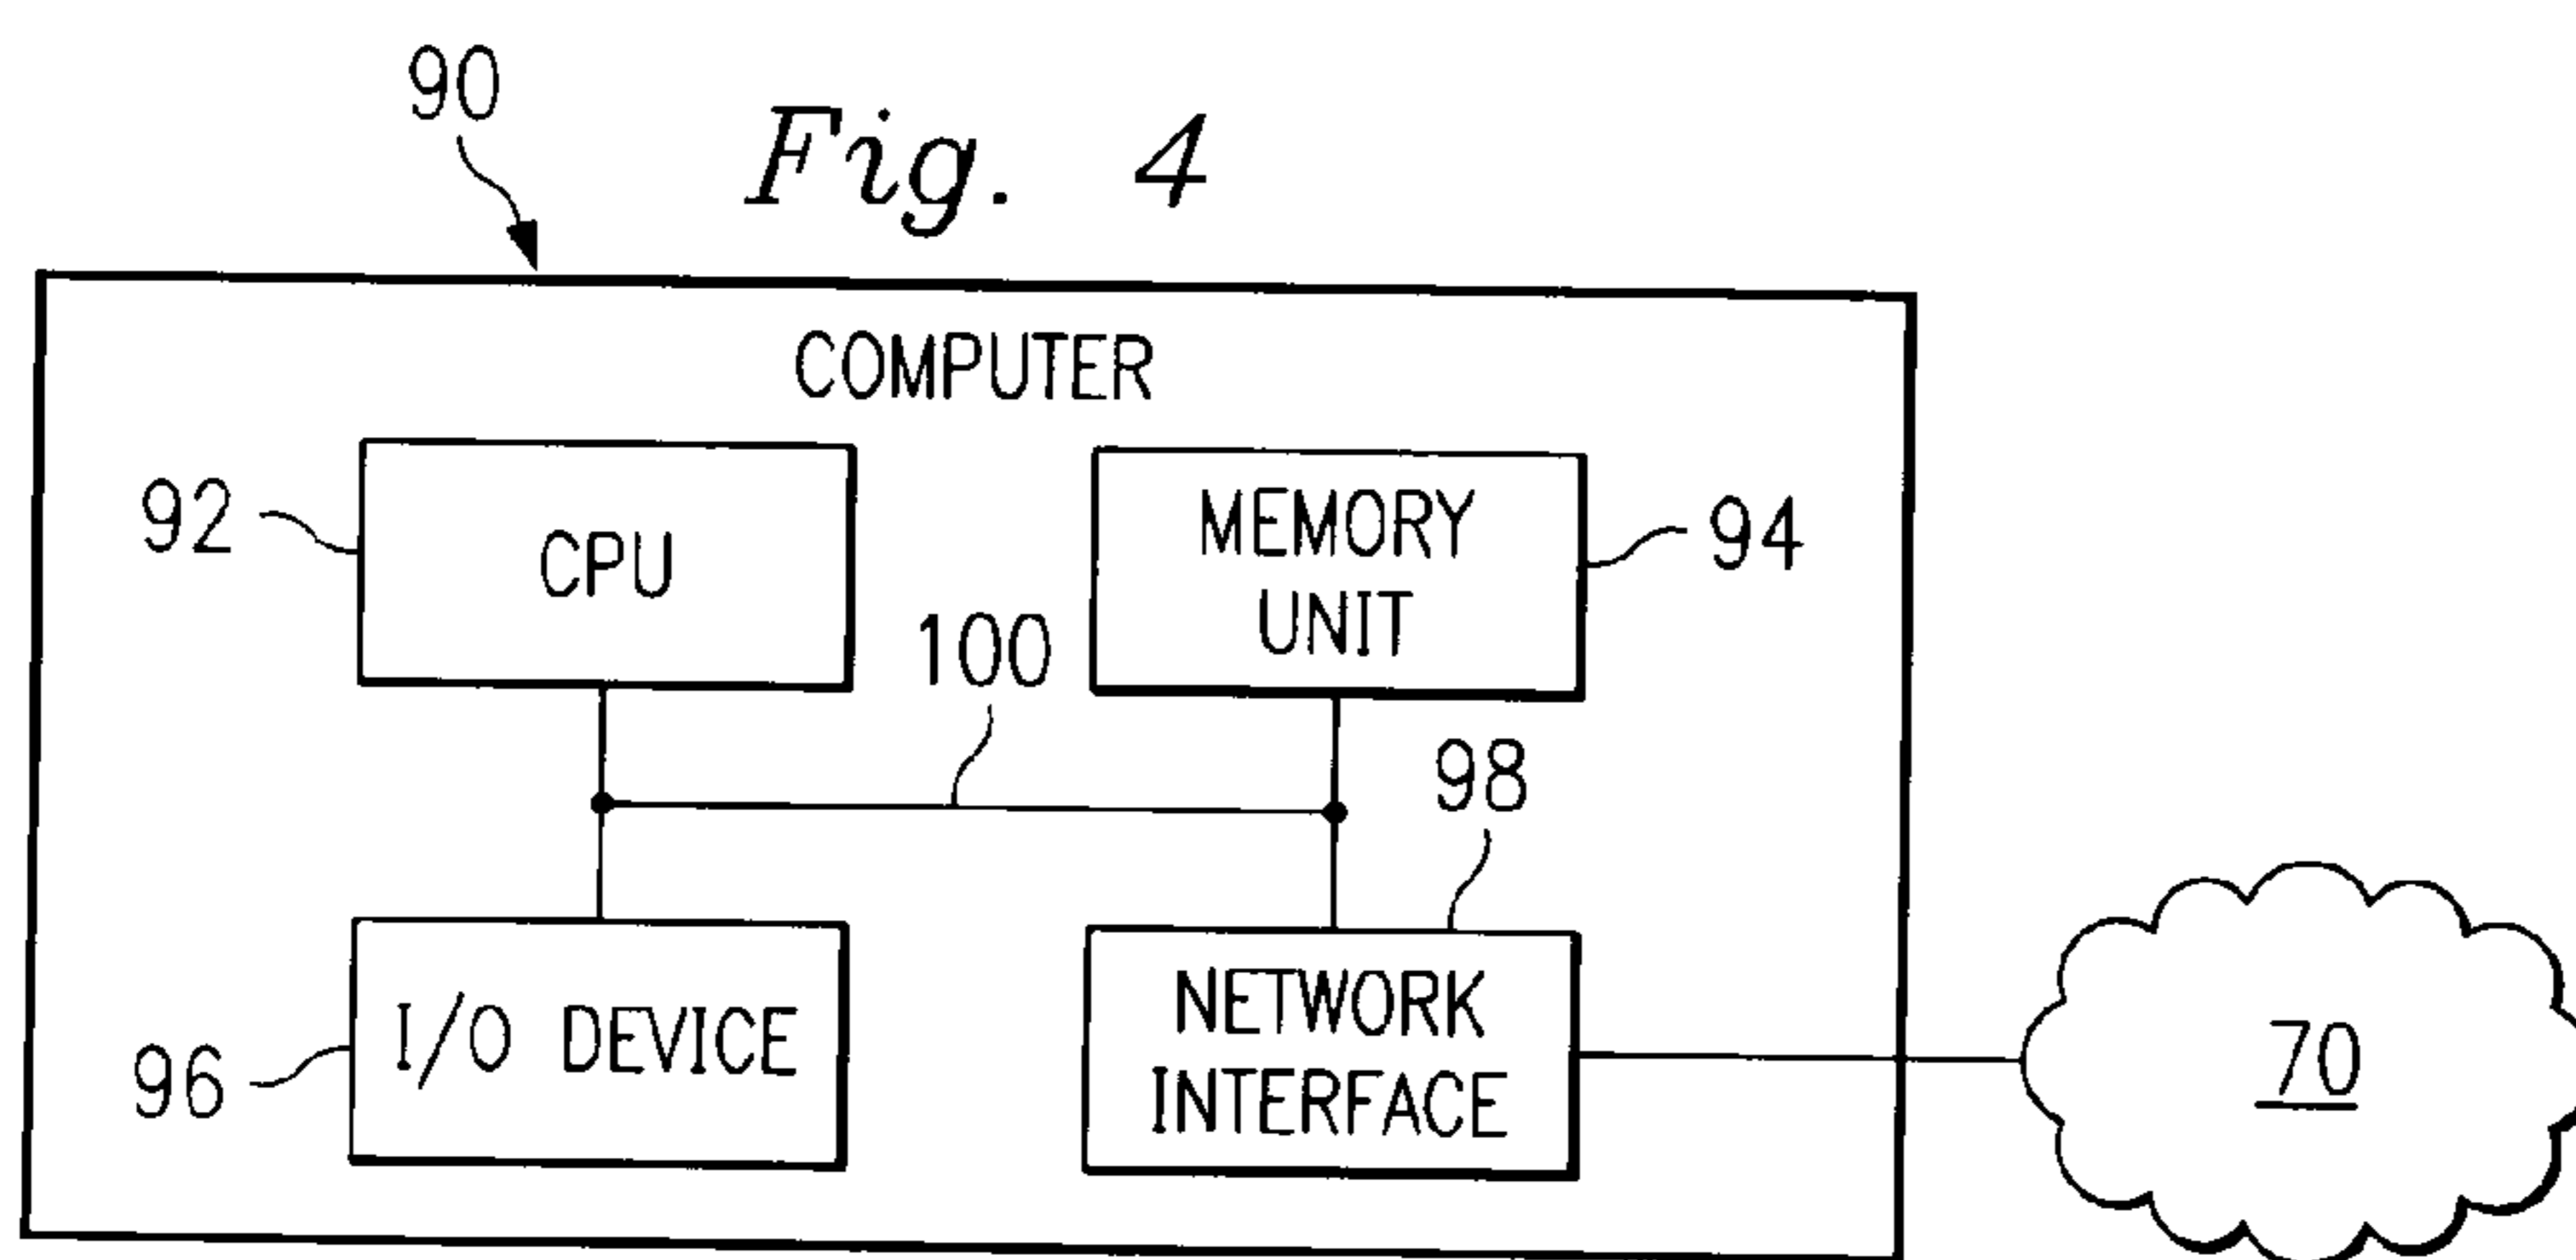 90
Fig. 4
COMPUTER
92
CPU
MEMORY
UNIT
94
100
98
96
I/O DEVICE
NETWORK
INTERFACE
70